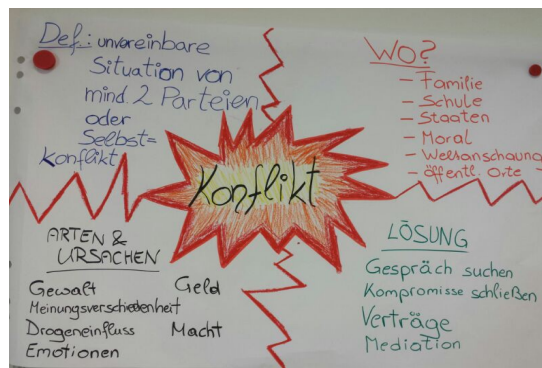 Def.: unvereinbare
Situation von
mind. 2 Parteien
oder
Selbst=
konflikt
WO?
- Familie
- Schule
- Staaten
- Moral
- Weltanschauung
- öffentl. Orte
Konflikt
ARTEN &
URSACHEN
Gewalt
Geld
Meinungsverschiedenheit
Drogeneinfluss
Macht
Emotionen
LÖSUNG
Gespräch suchen
Kompromisse schließen
Verträge
Mediation